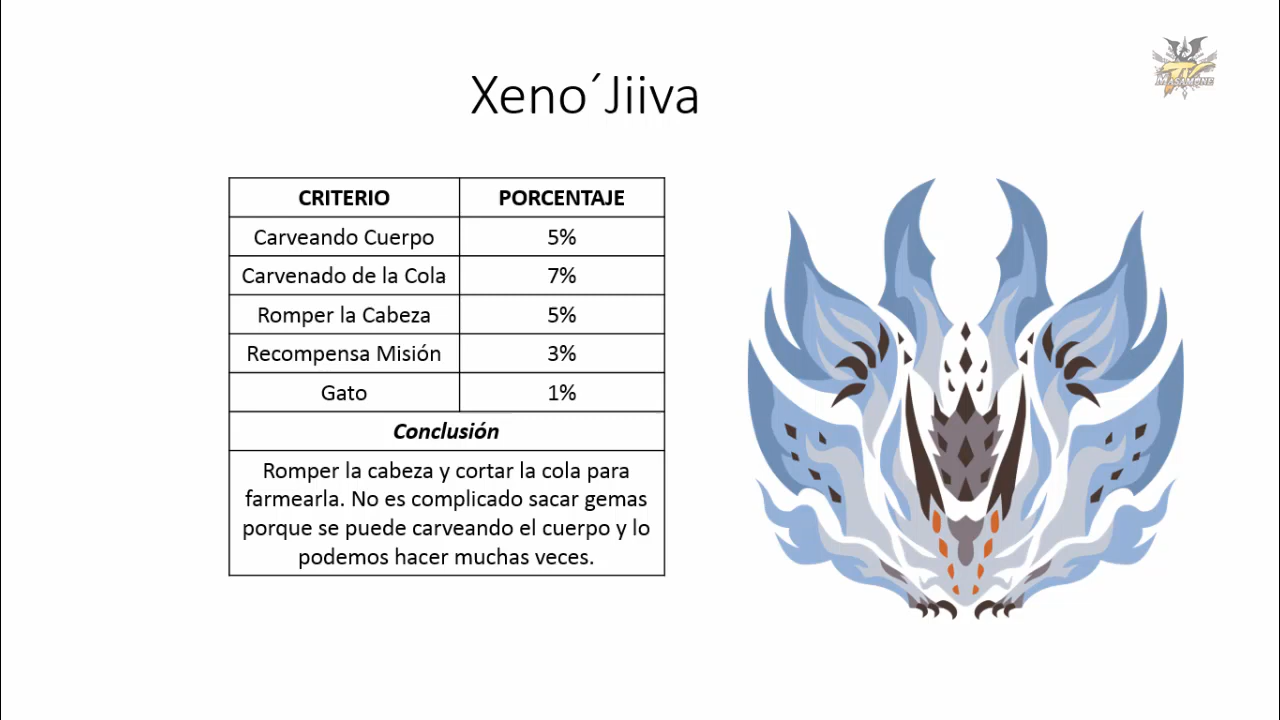 Xeno´Jiiva
CRITERIO PORCENTAJE
Carveando Cuerpo 5%
Carvenado de la Cola 7%
Romper la Cabeza 5%
Recompensa Misión 3%
Gato 1%
Conclusión
Romper la cabeza y cortar la cola para
farmearla. No es complicado sacar gemas
porque se puede carveando el cuerpo y lo
podemos hacer muchas veces.